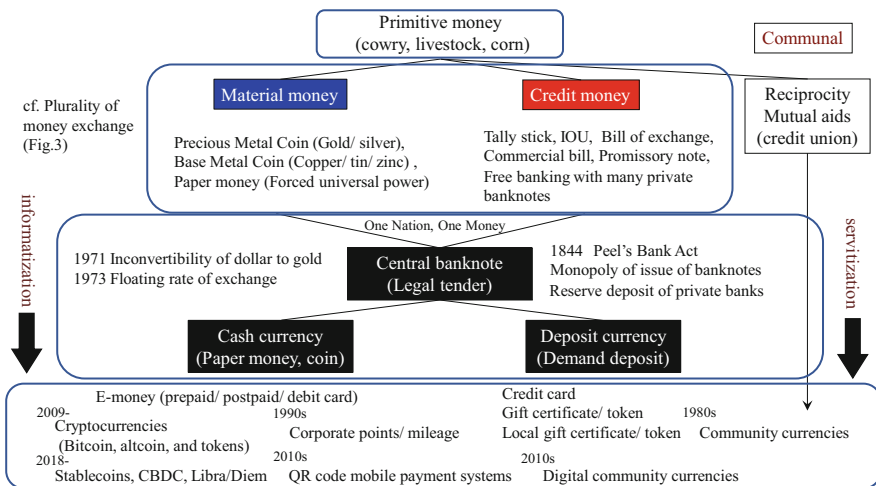 Primitive money
(cowry, livestock, corn)
Communal
cf. Plurality of
money exchange
(Fig.3)
Material money
Credit money
Reciprocity
Mutual aids
(credit union)
Precious Metal Coin (Gold/ silver),
Base Metal Coin (Copper/ tin/ zinc) ,
Paper money (Forced universal power)
Tally stick, IOU, Bill of exchange,
Commercial bill, Promissory note,
Free banking with many private
banknotes
informatization
servitization
One Nation, One Money
1971 Inconvertibility of dollar to gold
1973 Floating rate of exchange
Central banknote
(Legal tender)
1844 Peel's Bank Act
Monopoly of issue of banknotes
Reserve deposit of private banks
Cash currency
(Paper money, coin)
Deposit currency
(Demand deposit)
E-money (prepaid/ postpaid/ debit card)
2009-
Cryptocurrencies
(Bitcoin, altcoin, and tokens)
2018-
Stablecoins, CBDC, Libra/Diem
1990s
Corporate points/ mileage
2010s
QR code mobile payment systems
Credit card
Gift certificate/ token
Local gift certificate/ token
1980s
Community currencies
2010s
Digital community currencies